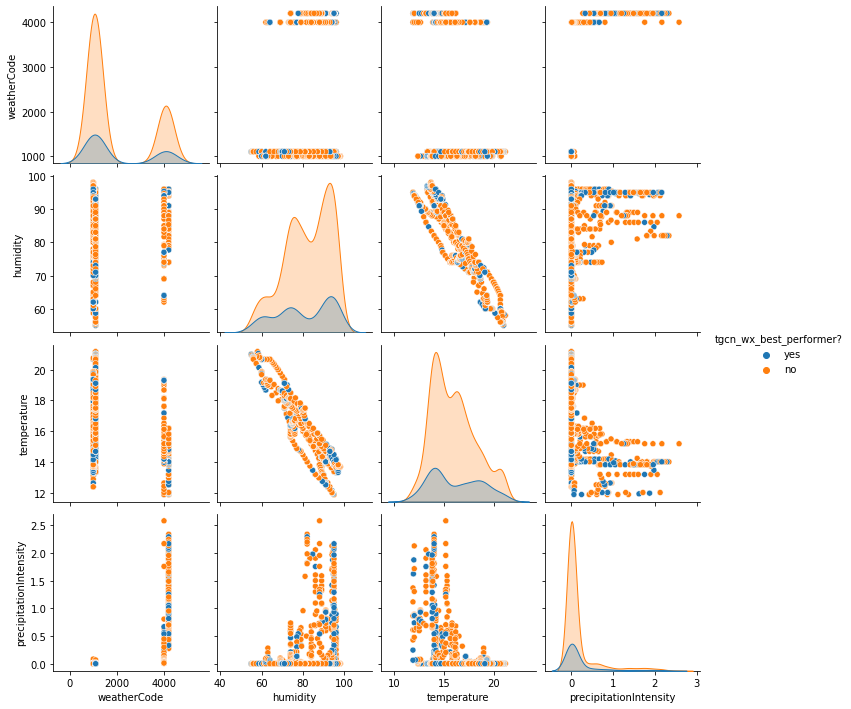 4000
3000
2000
1000
weatherCode
100
90
80
70
60
humidity
tgcn_wx_best_performer?
yes
no
20
18
16
14
12
temperature
2.5
2.0
1.5
1.0
0.5
0.0
precipitationIntensity
0 2000 4000
40 60 80 100
10 15 20
0 1 2 3
weatherCode humidity temperature precipitationIntensity